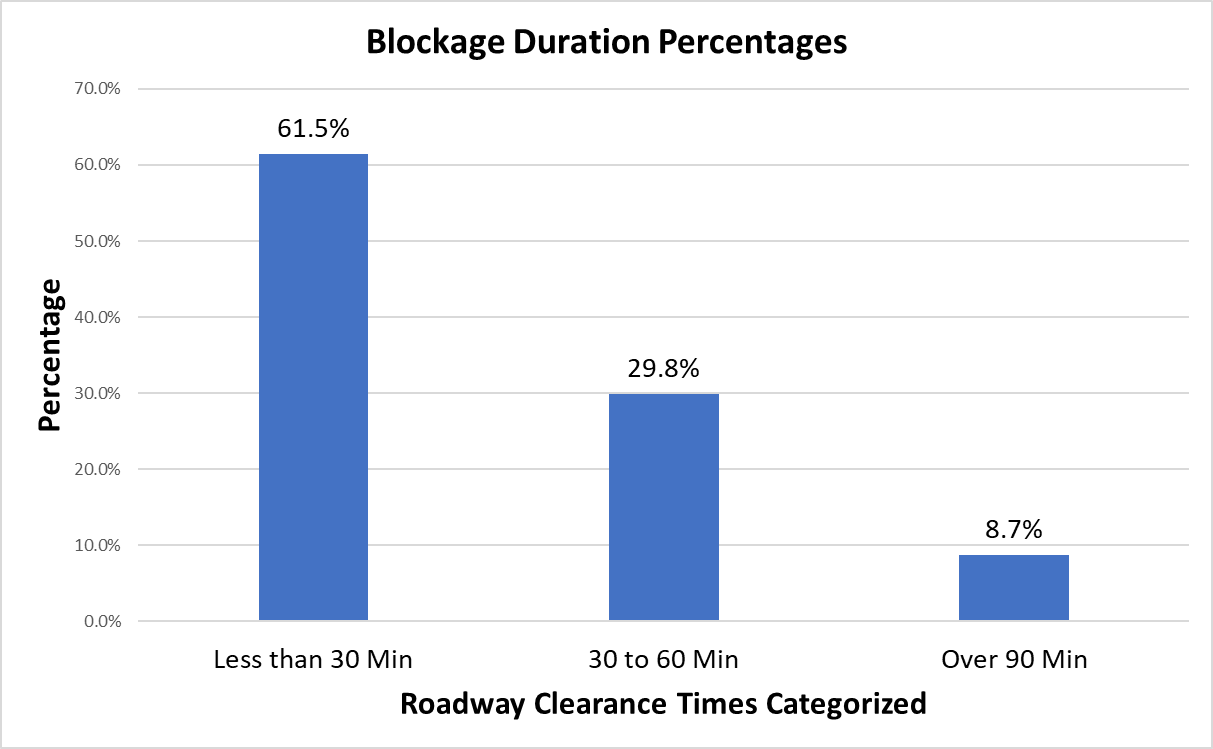 Blockage Duration Percentages
70.0%
60.0%
50.0%
40.0%
30.0%
20.0%
10.0%
0.0%
Percentage
61.5%
29.8%
8.7%
Less than 30 Min
30 to 60 Min
Over 90 Min
Roadway Clearance Times Categorized